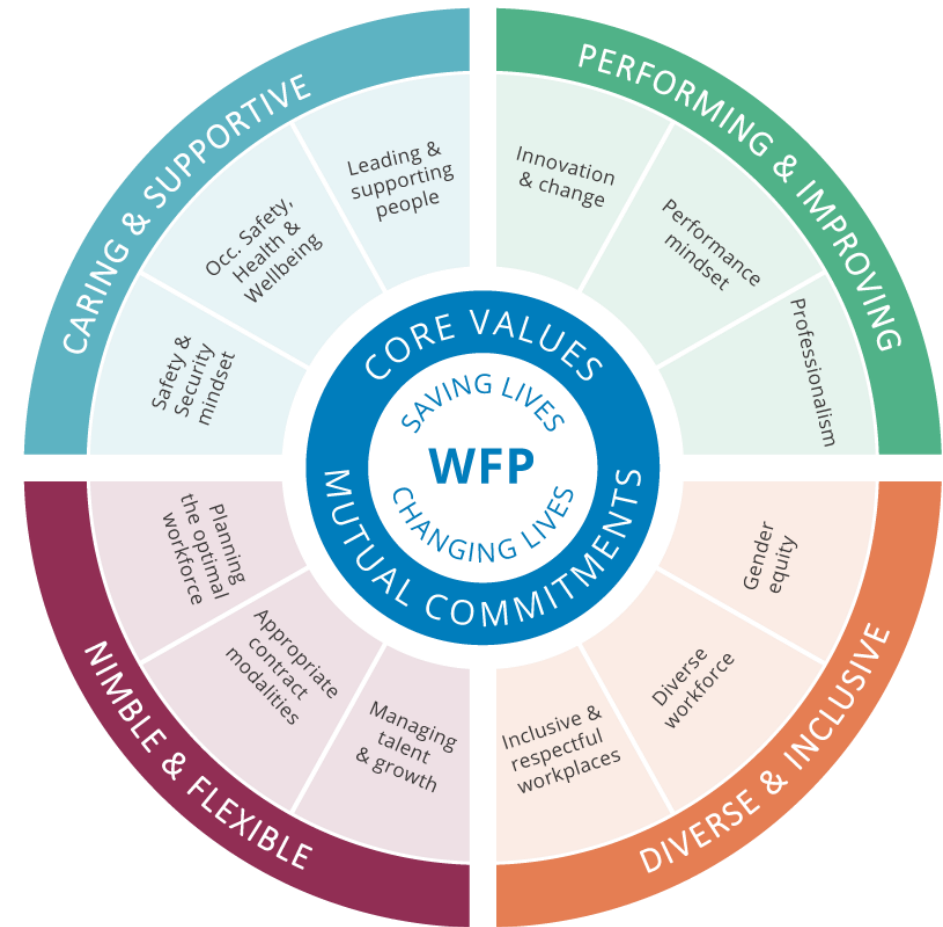 CARING & SUPPORTIVE
Safety &
Security
mindset
Occ. Safety,
Health &
Wellbeing
Leading &
supporting
people
PERFORMING & IMPROVING
Innovation
& change
Performance
mindset
Professionalism
CORE VALUES
SAVING LIVES
WFP
CHANGING LIVES
MUTUAL COMMITMENTS
NIMBLE & FLEXIBLE
Planning
the optimal
workforce
Appropriate
contract
modalities
Managing
talent
& growth
DIVERSE & INCLUSIVE
Inclusive &
respectful
workplaces
Diverse
workforce
Gender
equity